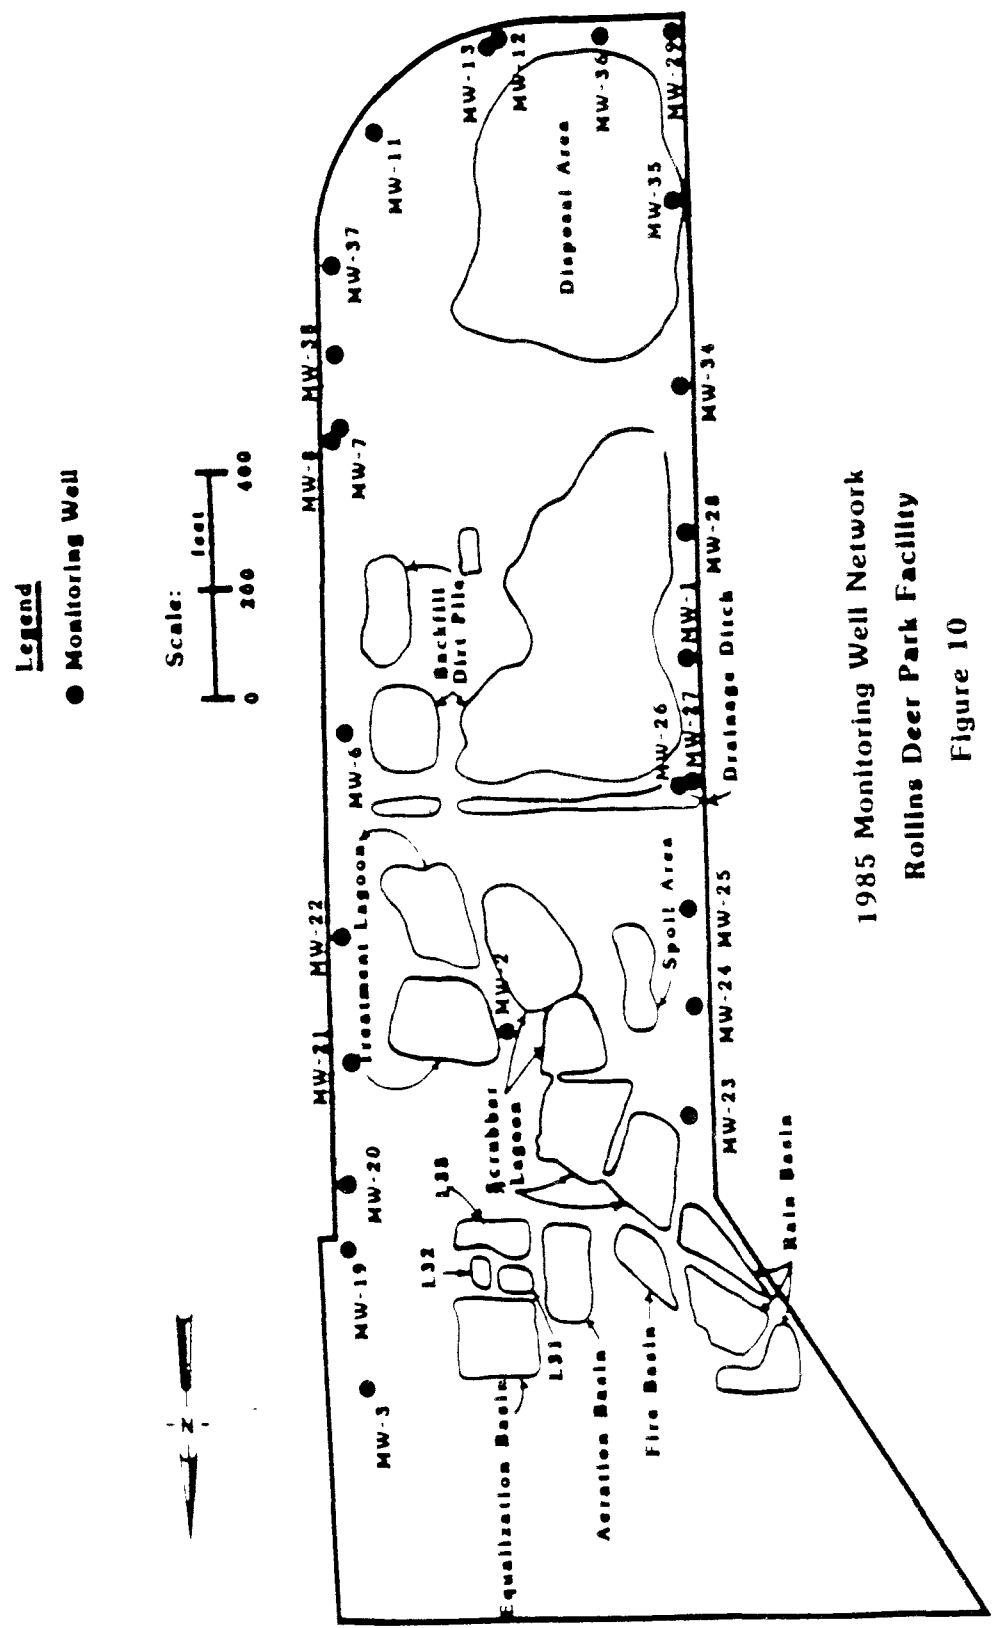 Legend
Monitoring Well
Scale:
feet
0
200
400
N
MW-3
MW-19
MW-20
MW-21
MW-22
MW-6
MW-8
MW-7
MW-38
MW-37
MW-11
MW-13
MW-12
MW-36
MW-29
MW-35
MW-34
MW-28
MW-1
MW-27
MW-26
MW-25
MW-24
MW-23
MW-2
Disposal Area
Backfill
Dirt Pile
Drainage Ditch
Treatment Lagoon
Spoil Area
Scrubber
Lagoon
L33
L32
L31
Equalization Basin
Aeration Basin
Fire Basin
Rain Basin
1985 Monitoring Well Network
Rollins Deer Park Facility
Figure 10